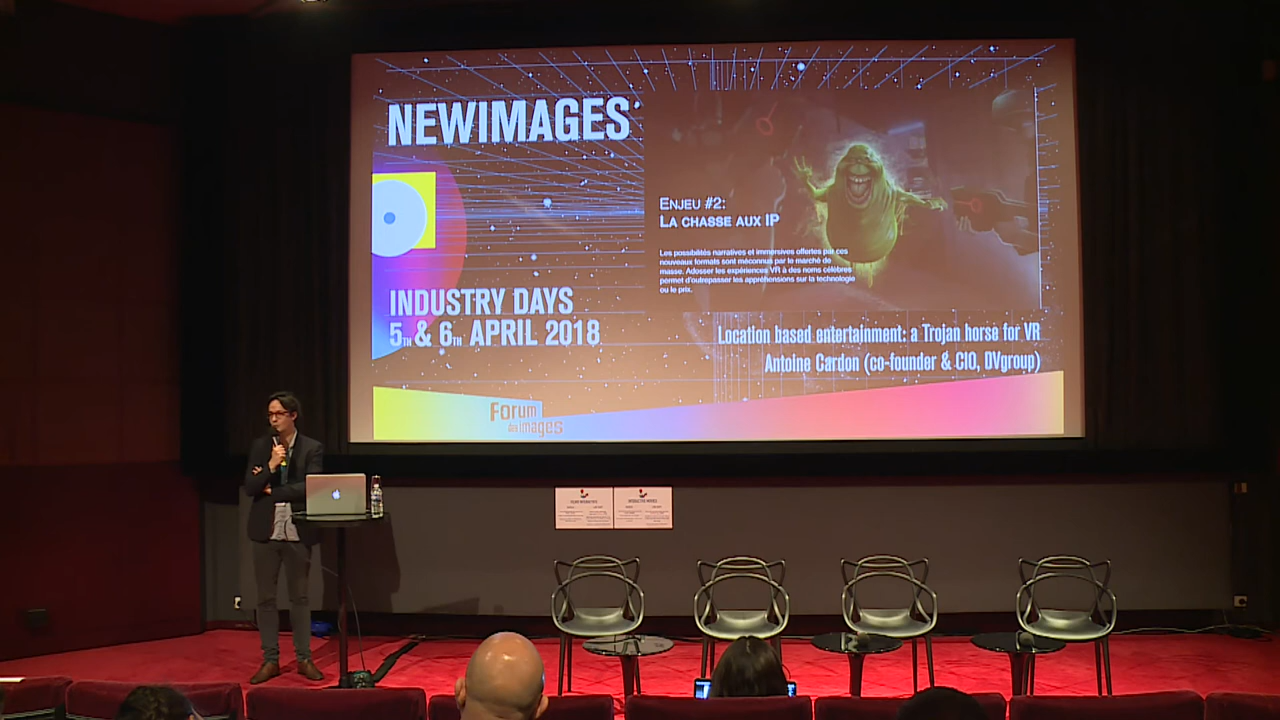 NEWIMAGES
ENJEU #2:
LA CHASSE AUX IP
Les possibilités narratives et immersives offertes par ces
nouveaux formats sont méconnus par le marché de
masse. Adosser les expériences VR à des noms célèbres
permet d'outrepasser les appréhensions sur la technologie
ou le prix.
INDUSTRY DAYS
5TH & 6TH APRIL 2018
Location based entertainment: a Trojan horse for VR
Antoine Cardon (co-founder & CIO, DVgroup)
Forum
des images